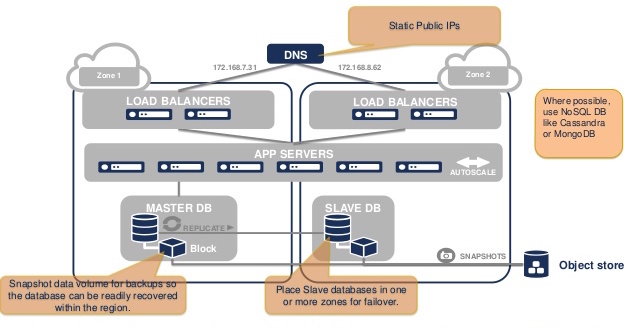 Static Public IPs
DNS
172.168.7.31
172.168.8.62
Zone 1
Zone 2
LOAD BALANCERS
LOAD BALANCERS
Where possible,
use NoSQL DB
like Cassandra
or MongoDB
APP SERVERS
AUTOSCALE
MASTER DB
SLAVE DB
REPLICATE
Block
SNAPSHOTS
Object store
Snapshot data volume for backups so
the database can be readily recovered
within the region.
Place Slave databases in one
or more zones for failover.